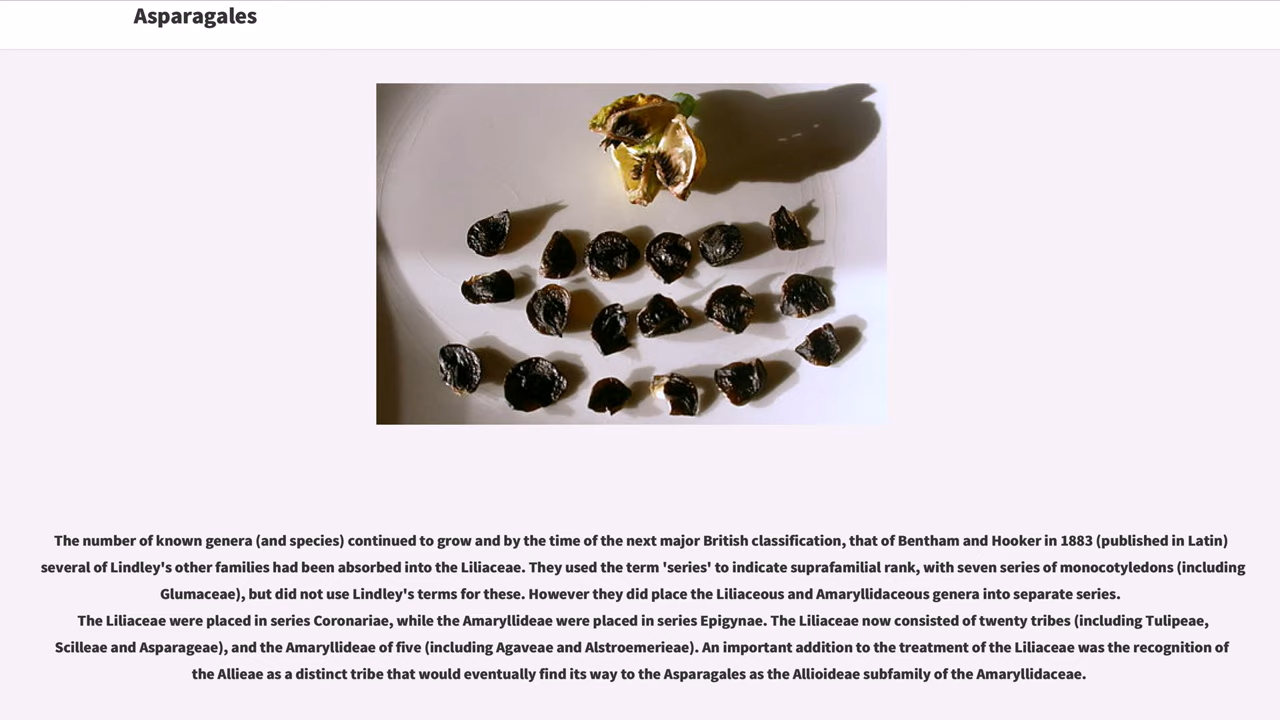 Asparagales
The number of known genera (and species) continued to grow and by the time of the next major British classification, that of Bentham and Hooker in 1883 (published in Latin)
several of Lindley's other families had been absorbed into the Liliaceae. They used the term 'series' to indicate suprafamilial rank, with seven series of monocotyledons (including
Glumaceae), but did not use Lindley's terms for these. However they did place the Liliaceous and Amaryllidaceous genera into separate series.
The Liliaceae were placed in series Coronariae, while the Amaryllideae were placed in series Epigynae. The Liliaceae now consisted of twenty tribes (including Tulipeae,
Scilleae and Asparageae), and the Amaryllideae of five (including Agaveae and Alstroemerieae). An important addition to the treatment of the Liliaceae was the recognition of
the Allieae as a distinct tribe that would eventually find its way to the Asparagales as the Allioideae subfamily of the Amaryllidaceae.